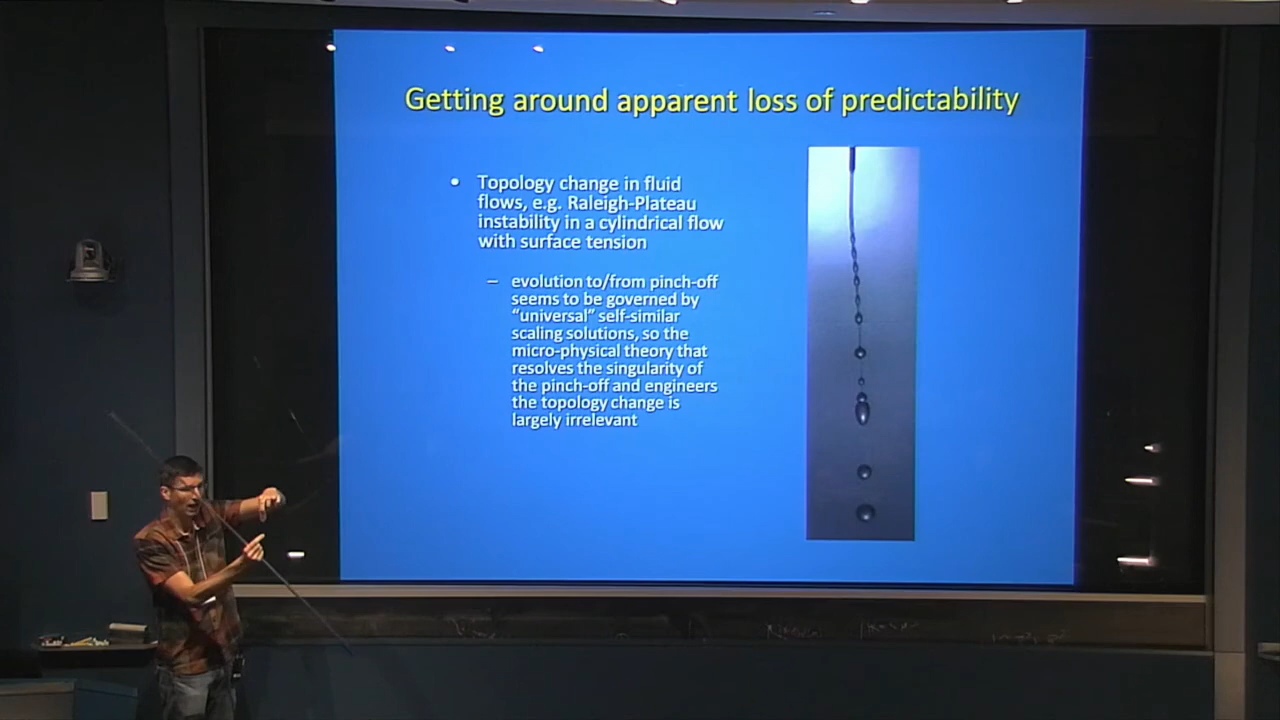 Getting around apparent loss of predictability
• Topology change in fluid
flows, e.g. Raleigh-Plateau
instability in a cylindrical flow
with surface tension
– evolution to/from pinch-off
seems to be governed by
“universal” self-similar
scaling solutions, so the
micro-physical theory that
resolves the singularity of
the pinch-off and engineers
the topology change is
largely irrelevant